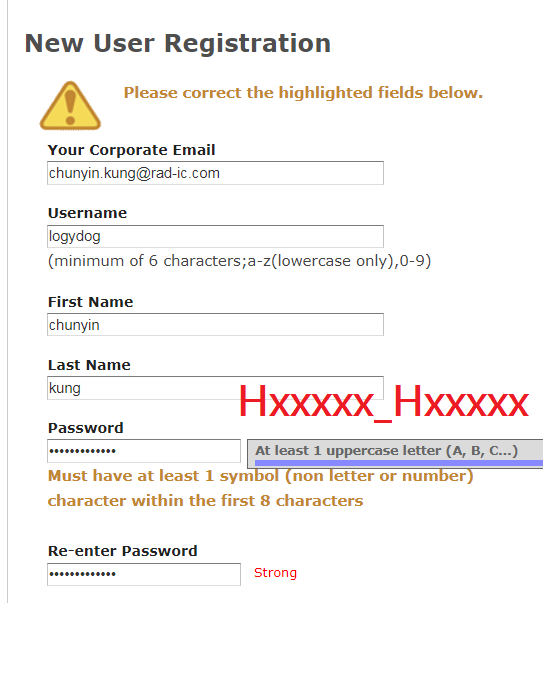 New User Registration
Please correct the highlighted fields below.
Your Corporate Email
chunyin.kung@rad-ic.com
Username
logydog
(minimum of 6 characters;a-z(lowercase only),0-9)
First Name
chunyin
Last Name
kung
Hxxxxx_Hxxxxx
Password
•••••••••••••
At least 1 uppercase letter (A, B, C...)
Must have at least 1 symbol (non letter or number)
character within the first 8 characters
Re-enter Password
•••••••••••••
Strong